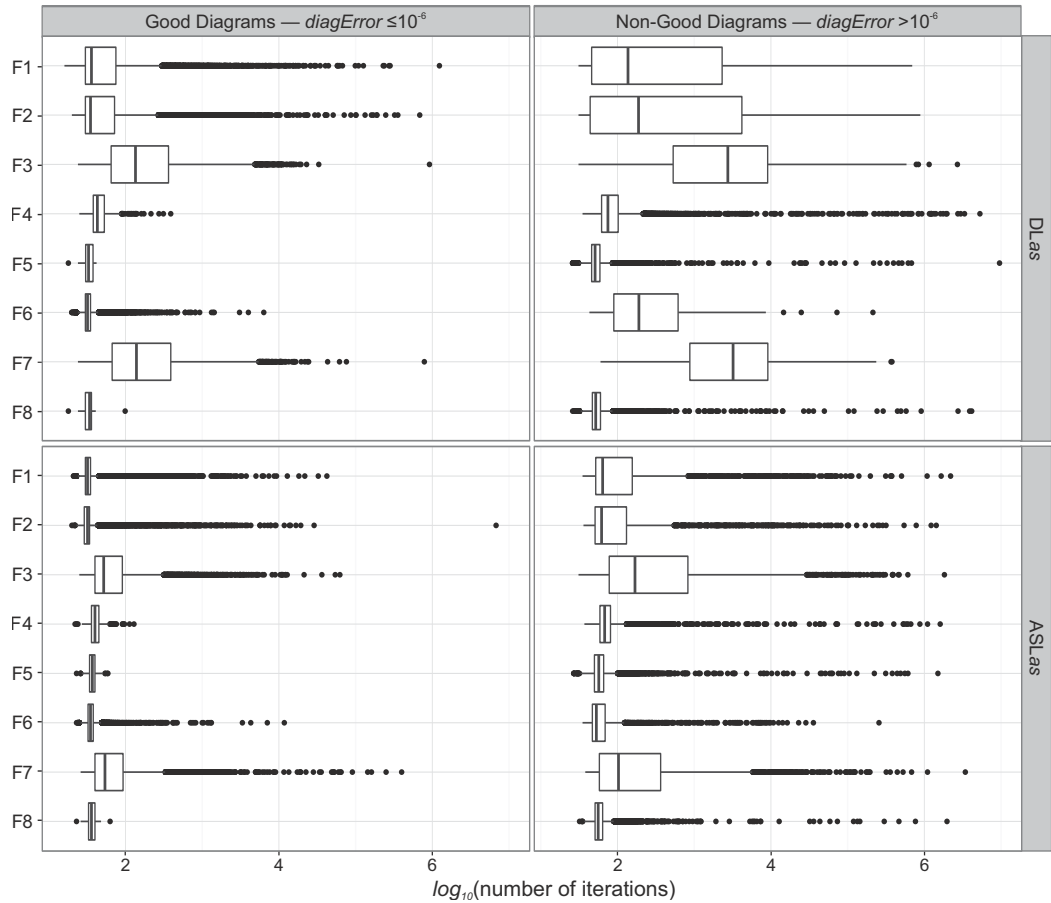 Good Diagrams — diagError ≤10⁻⁶
Non-Good Diagrams — diagError >10⁻⁶
F1
F2
F3
F4
F5
F6
F7
F8
DLas
F1
F2
F3
F4
F5
F6
F7
F8
ASLas
2 4 6
2 4 6
log₁₀(number of iterations)